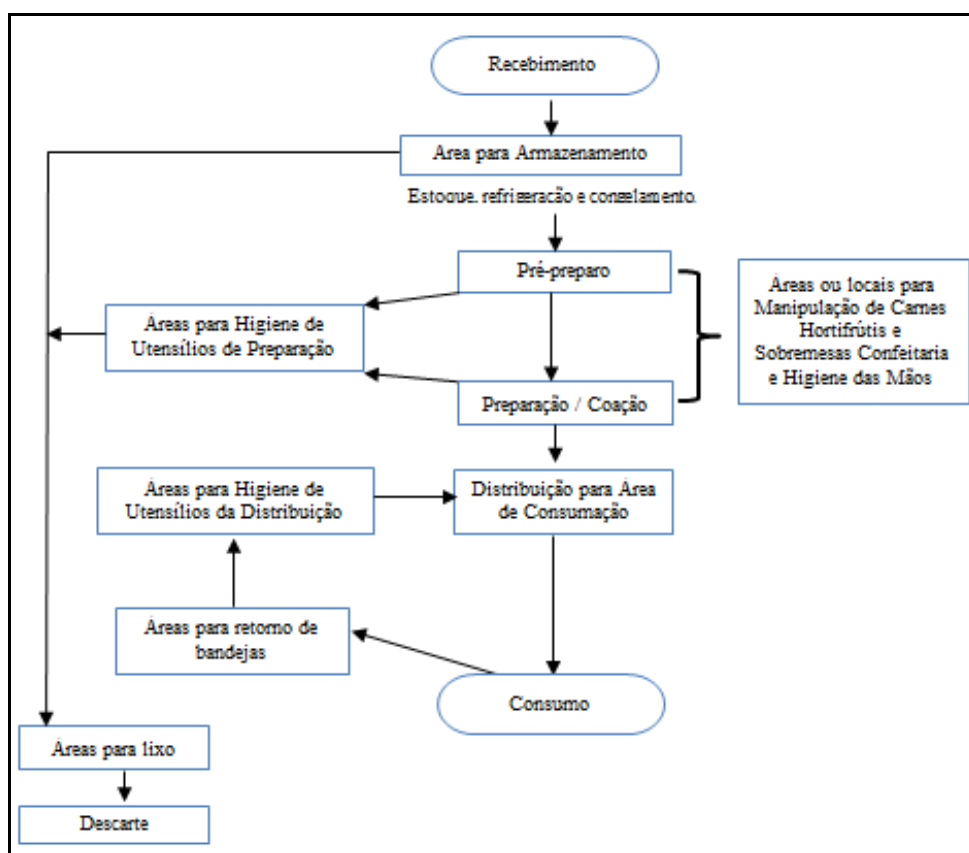 Recebimento
Area para Armazenamento
Estoque, refrigeração e congelamento.
Pré-preparo
Áreas ou locais para
Manipulação de Carnes
Hortifrútis e
Sobremesas Confeitaria
e Higiene das Mãos
Áreas para Higiene de
Utensílios de Preparação
Preparação / Coação
Áreas para Higiene de
Utensílios da Distribuição
Distribuição para Área
de Consumação
Áreas para retorno de
bandejas
Consumo
Áreas para lixo
Descarte